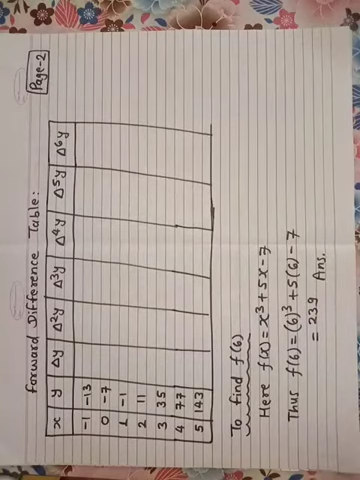 Page-2
Forward Difference Table:
x y Δy Δ²y Δ³y Δ⁴y Δ⁵y Δ⁶y
-1 -13
0 -7
1 -1
2 11
3 35
4 77
5 143
To find f(6)
Here f(x) = x³ + 5x - 7
Thus f(6) = (6)³ + 5(6) - 7
= 239 Ans.